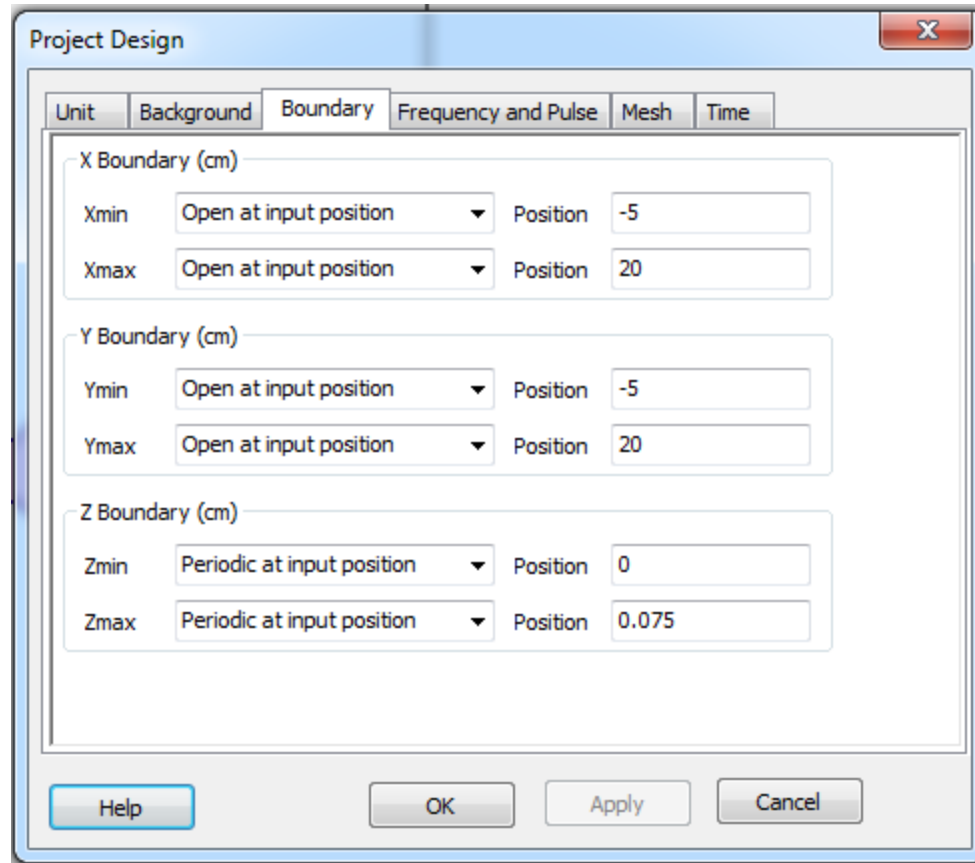 Project Design
Unit Background Boundary Frequency and Pulse Mesh Time
X Boundary (cm)
Xmin Open at input position Position -5
Xmax Open at input position Position 20
Y Boundary (cm)
Ymin Open at input position Position -5
Ymax Open at input position Position 20
Z Boundary (cm)
Zmin Periodic at input position Position 0
Zmax Periodic at input position Position 0.075
Help OK Apply Cancel